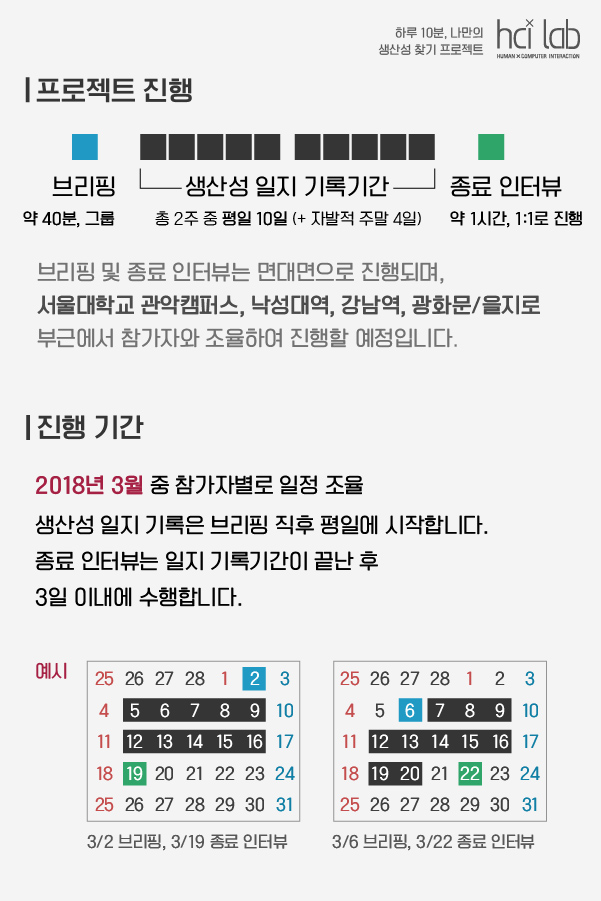 하루 10분, 나만의
생산성 찾기 프로젝트
hci lab
HUMAN × COMPUTER INTERACTION
프로젝트 진행
브리핑
생산성 일지 기록기간
종료 인터뷰
약 40분, 그룹
총 2주 중 평일 10일 (+ 자발적 주말 4일)
약 1시간, 1:1로 진행
브리핑 및 종료 인터뷰는 면대면으로 진행되며,
서울대학교 관악캠퍼스, 낙성대역, 강남역, 광화문/을지로
부근에서 참가자와 조율하여 진행할 예정입니다.
진행 기간
2018년 3월 중 참가자별로 일정 조율
생산성 일지 기록은 브리핑 직후 평일에 시작합니다.
종료 인터뷰는 일지 기록기간이 끝난 후
3일 이내에 수행합니다.
예시
25 26 27 28 1 2 3
4 5 6 7 8 9 10
11 12 13 14 15 16 17
18 19 20 21 22 23 24
25 26 27 28 29 30 31
3/2 브리핑, 3/19 종료 인터뷰
25 26 27 28 1 2 3
4 5 6 7 8 9 10
11 12 13 14 15 16 17
18 19 20 21 22 23 24
25 26 27 28 29 30 31
3/6 브리핑, 3/22 종료 인터뷰